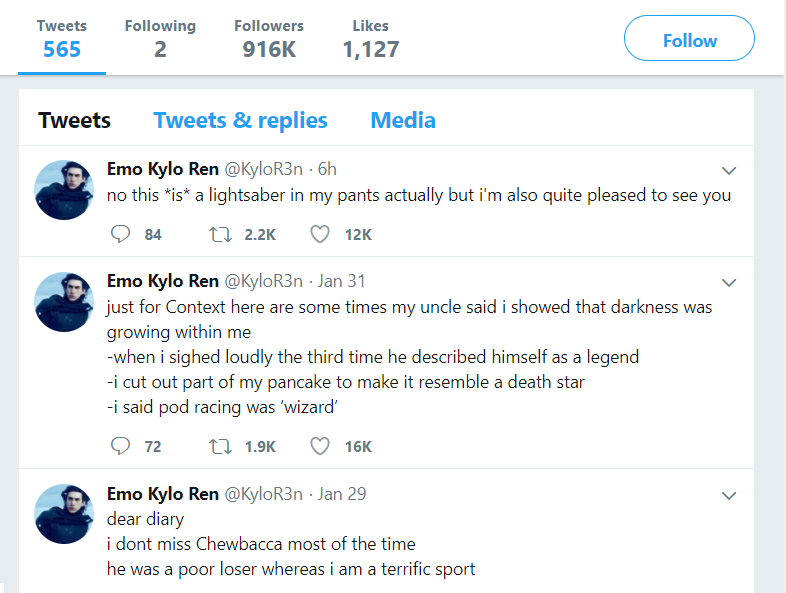 Tweets Following Followers Likes
565 2 916K 1,127
Follow
Tweets Tweets & replies Media
Emo Kylo Ren @KyloR3n · 6h
no this *is* a lightsaber in my pants actually but i'm also quite pleased to see you
84 2.2K 12K
Emo Kylo Ren @KyloR3n · Jan 31
just for Context here are some times my uncle said i showed that darkness was
growing within me
-when i sighed loudly the third time he described himself as a legend
-i cut out part of my pancake to make it resemble a death star
-i said pod racing was ‘wizard’
72 1.9K 16K
Emo Kylo Ren @KyloR3n · Jan 29
dear diary
i dont miss Chewbacca most of the time
he was a poor loser whereas i am a terrific sport